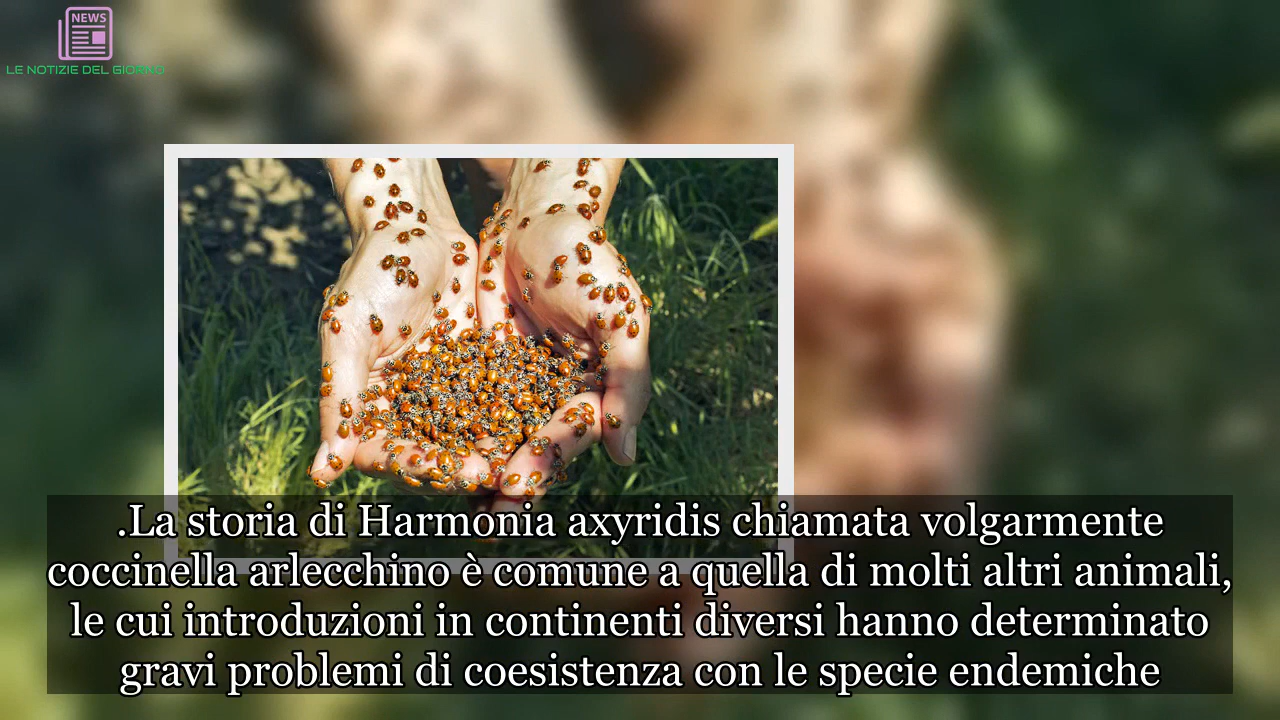 NEWS
LE NOTIZIE DEL GIORNO
.La storia di Harmonia axyridis chiamata volgarmente
coccinella arlecchino è comune a quella di molti altri animali,
le cui introduzioni in continenti diversi hanno determinato
gravi problemi di coesistenza con le specie endemiche